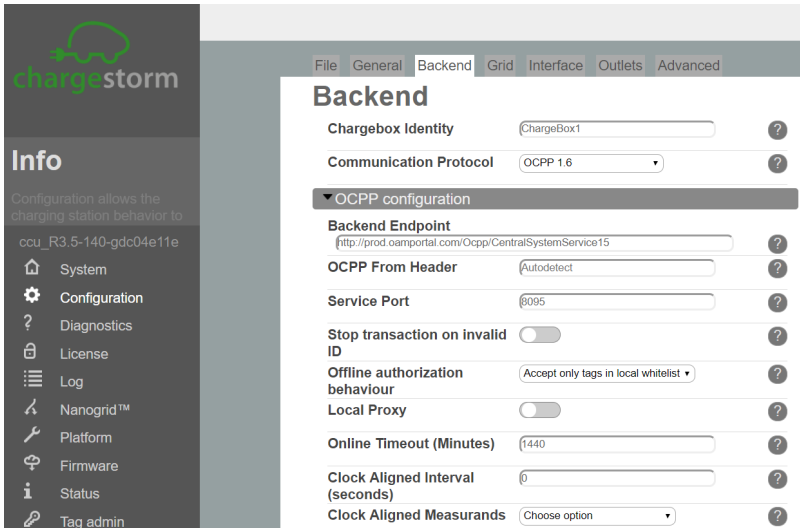 chargestorm
Info
Configuration allows the
charging station behavior to
ccu_R3.5-140-gdc04e11e
System
Configuration
Diagnostics
License
Log
Nanogrid™
Platform
Firmware
Status
Tag admin
File General Backend Grid Interface Outlets Advanced
Backend
Chargebox Identity ChargeBox1 ?
Communication Protocol OCPP 1.6 ?
OCPP configuration
Backend Endpoint
http://prod.oamportal.com/Ocpp/CentralSystemService15 ?
OCPP From Header Autodetect ?
Service Port 8095 ?
Stop transaction on invalid ?
ID
Offline authorization Accept only tags in local whitelist ?
behaviour
Local Proxy ?
Online Timeout (Minutes) 1440 ?
Clock Aligned Interval 0 ?
(seconds)
Clock Aligned Measurands Choose option ?